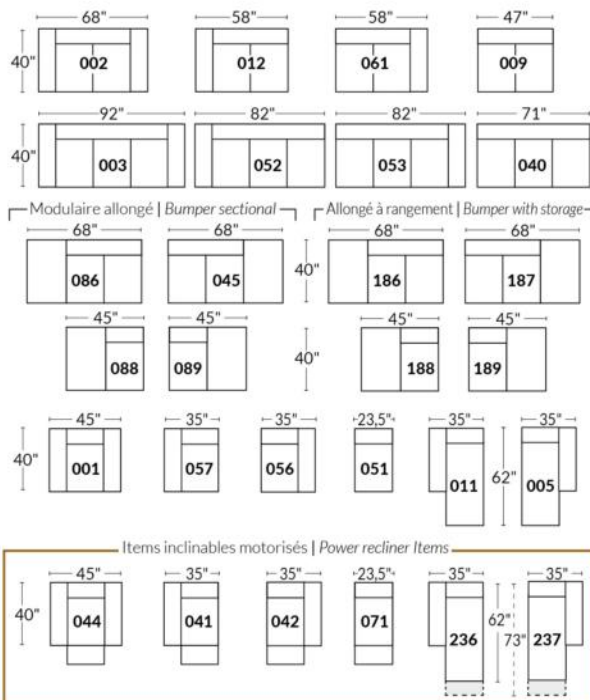 68" 58" 58" 47"
40" 002 012 061 009
92" 82" 82" 71"
40" 003 052 053 040
Modulaire allongé | Bumper sectional Allongé à rangement | Bumper with storage
68" 68" 68" 68"
086 045 40" 186 187
45" 45" 45" 45"
088 089 40" 188 189
45" 35" 35" 23,5" 35" 35"
40" 001 057 056 051 011 62" 005
Items inclinables motorisés | Power recliner Items
45" 35" 35" 23,5" 35" 35"
40" 044 041 042 071 236 62" 73" 237